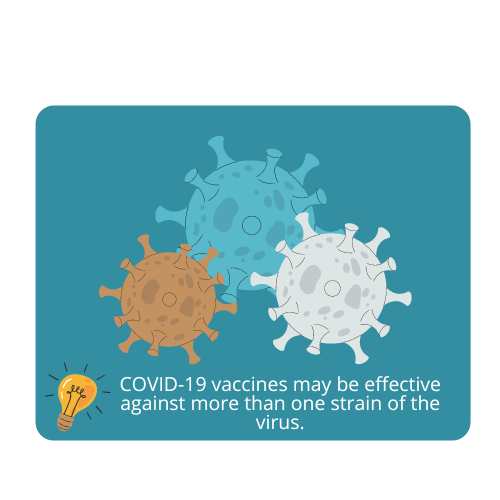 COVID-19 vaccines may be effective
against more than one strain of the
virus.